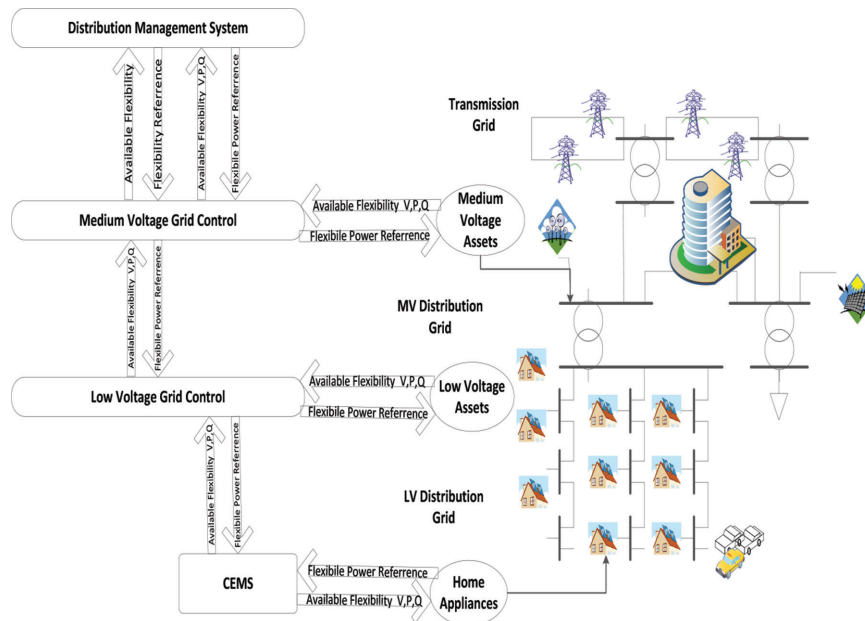 Distribution Management System
Available Flexibility
Flexibility Referrence
Available Flexibility V,P,Q
Flexibile Power Referrence
Transmission
Grid
Medium Voltage Grid Control
Available Flexibility V,P,Q
Flexibile Power Referrence
Medium
Voltage
Assets
Available Flexibility V,P,Q
Flexibile Power Referrence
MV Distribution
Grid
Low Voltage Grid Control
Available Flexibility V,P,Q
Flexibile Power Referrence
Low Voltage
Assets
Available Flexibility V,P,Q
Flexibile Power Referrence
LV Distribution
Grid
CEMS
Flexibile Power Referrence
Available Flexibility V,P,Q
Home
Appliances